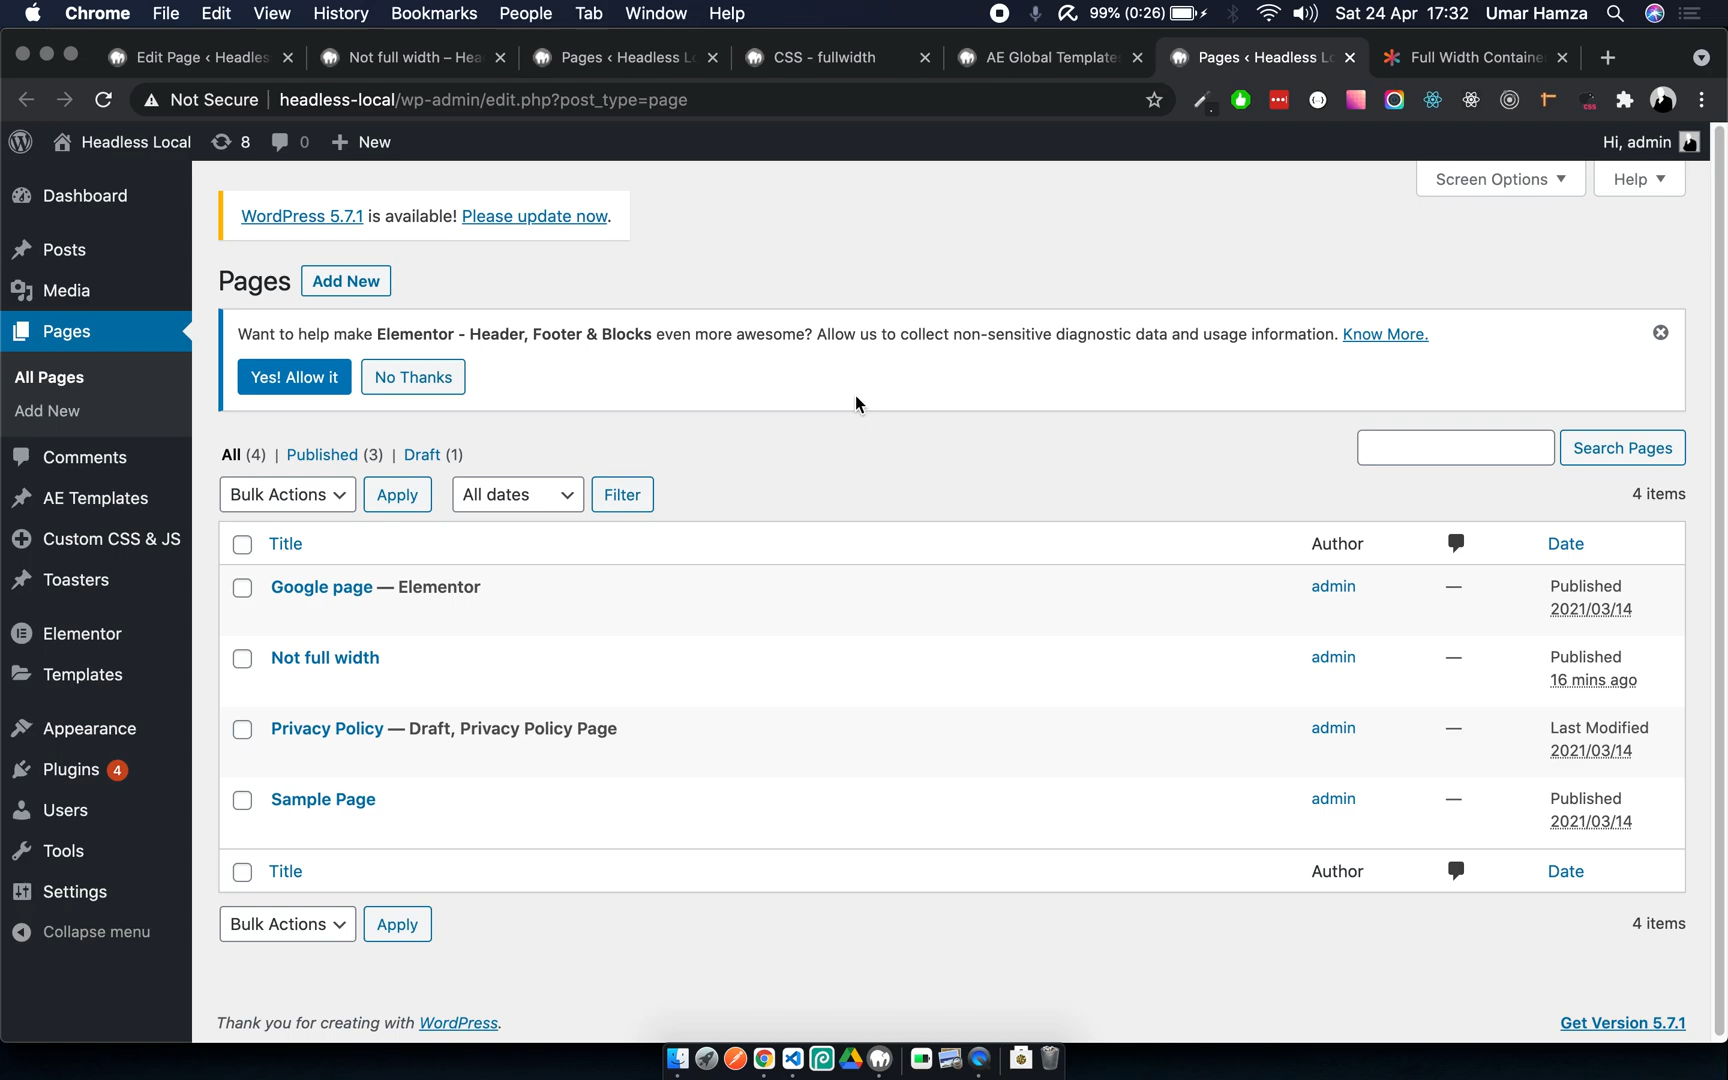 Chrome File Edit View History Bookmarks People Tab Window Help 99% (0:26) Sat 24 Apr 17:32 Umar Hamza
Edit Page ‹ Headles Not full width – Hea Pages ‹ Headless Lo CSS - fullwidth AE Global Template Pages ‹ Headless Lo Full Width Containe
Not Secure headless-local/wp-admin/edit.php?post_type=page
Headless Local 8 0 New Hi, admin
Screen Options Help
Dashboard
Posts
Media
Pages
All Pages
Add New
Comments
AE Templates
Custom CSS & JS
Toasters
Elementor
Templates
Appearance
Plugins 4
Users
Tools
Settings
Collapse menu
WordPress 5.7.1 is available! Please update now.
Pages Add New
Want to help make Elementor - Header, Footer & Blocks even more awesome? Allow us to collect non-sensitive diagnostic data and usage information. Know More.
Yes! Allow it No Thanks
All (4) | Published (3) | Draft (1) Search Pages
Bulk Actions Apply All dates Filter 4 items
Title Author Date
Google page — Elementor admin — Published
2021/03/14
Not full width admin — Published
16 mins ago
Privacy Policy — Draft, Privacy Policy Page admin — Last Modified
2021/03/14
Sample Page admin — Published
2021/03/14
Title Author Date
Bulk Actions Apply 4 items
Thank you for creating with WordPress. Get Version 5.7.1